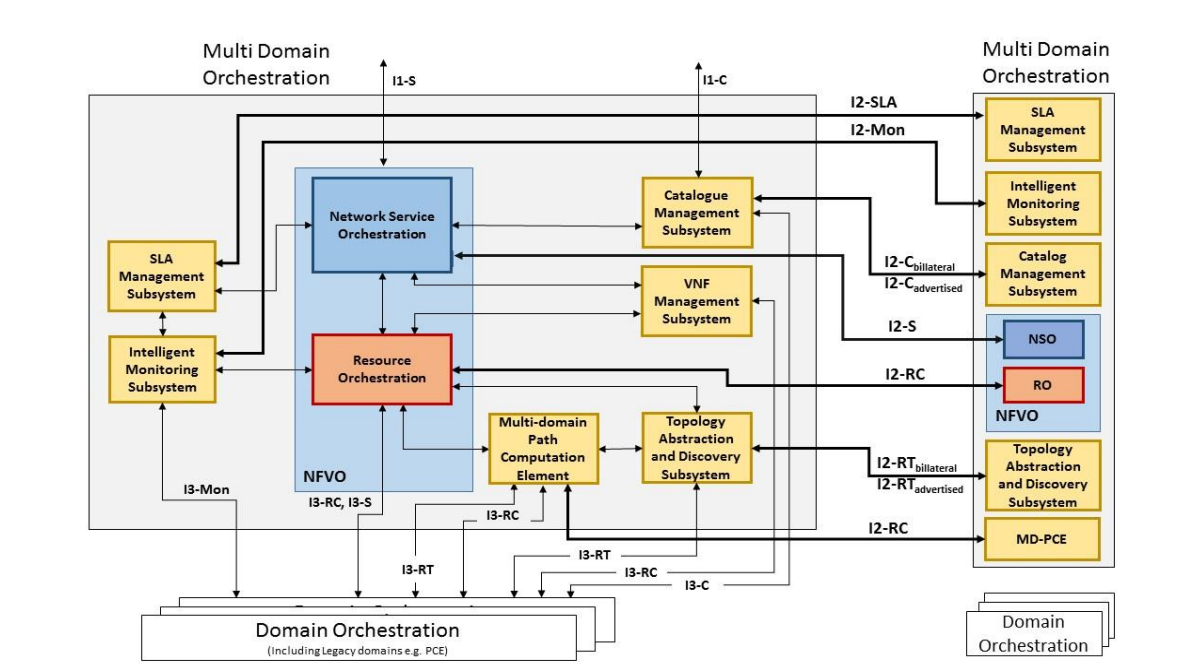 Multi Domain
Orchestration
I1-S
I1-C
Multi Domain
Orchestration
I2-SLA
I2-Mon
SLA
Management
Subsystem
Network Service
Orchestration
Catalogue
Management
Subsystem
Intelligent
Monitoring
Subsystem
SLA
Management
Subsystem
I2-Cbillateral
I2-Cadvertised
Catalog
Management
Subsystem
VNF
Management
Subsystem
I2-S
NSO
Intelligent
Monitoring
Subsystem
Resource
Orchestration
I2-RC
RO
NFVO
Multi-domain
Path
Computation
Element
Topology
Abstraction
and Discovery
Subsystem
I2-RTbillateral
I2-RTadvertised
Topology
Abstraction
and Discovery
Subsystem
NFVO
I3-Mon
I3-RC, I3-S
I3-RC
I2-RC
MD-PCE
I3-RT
I3-RT
I3-RC
I3-C
Domain Orchestration
(Including Legacy domains e.g. PCE)
Domain
Orchestration